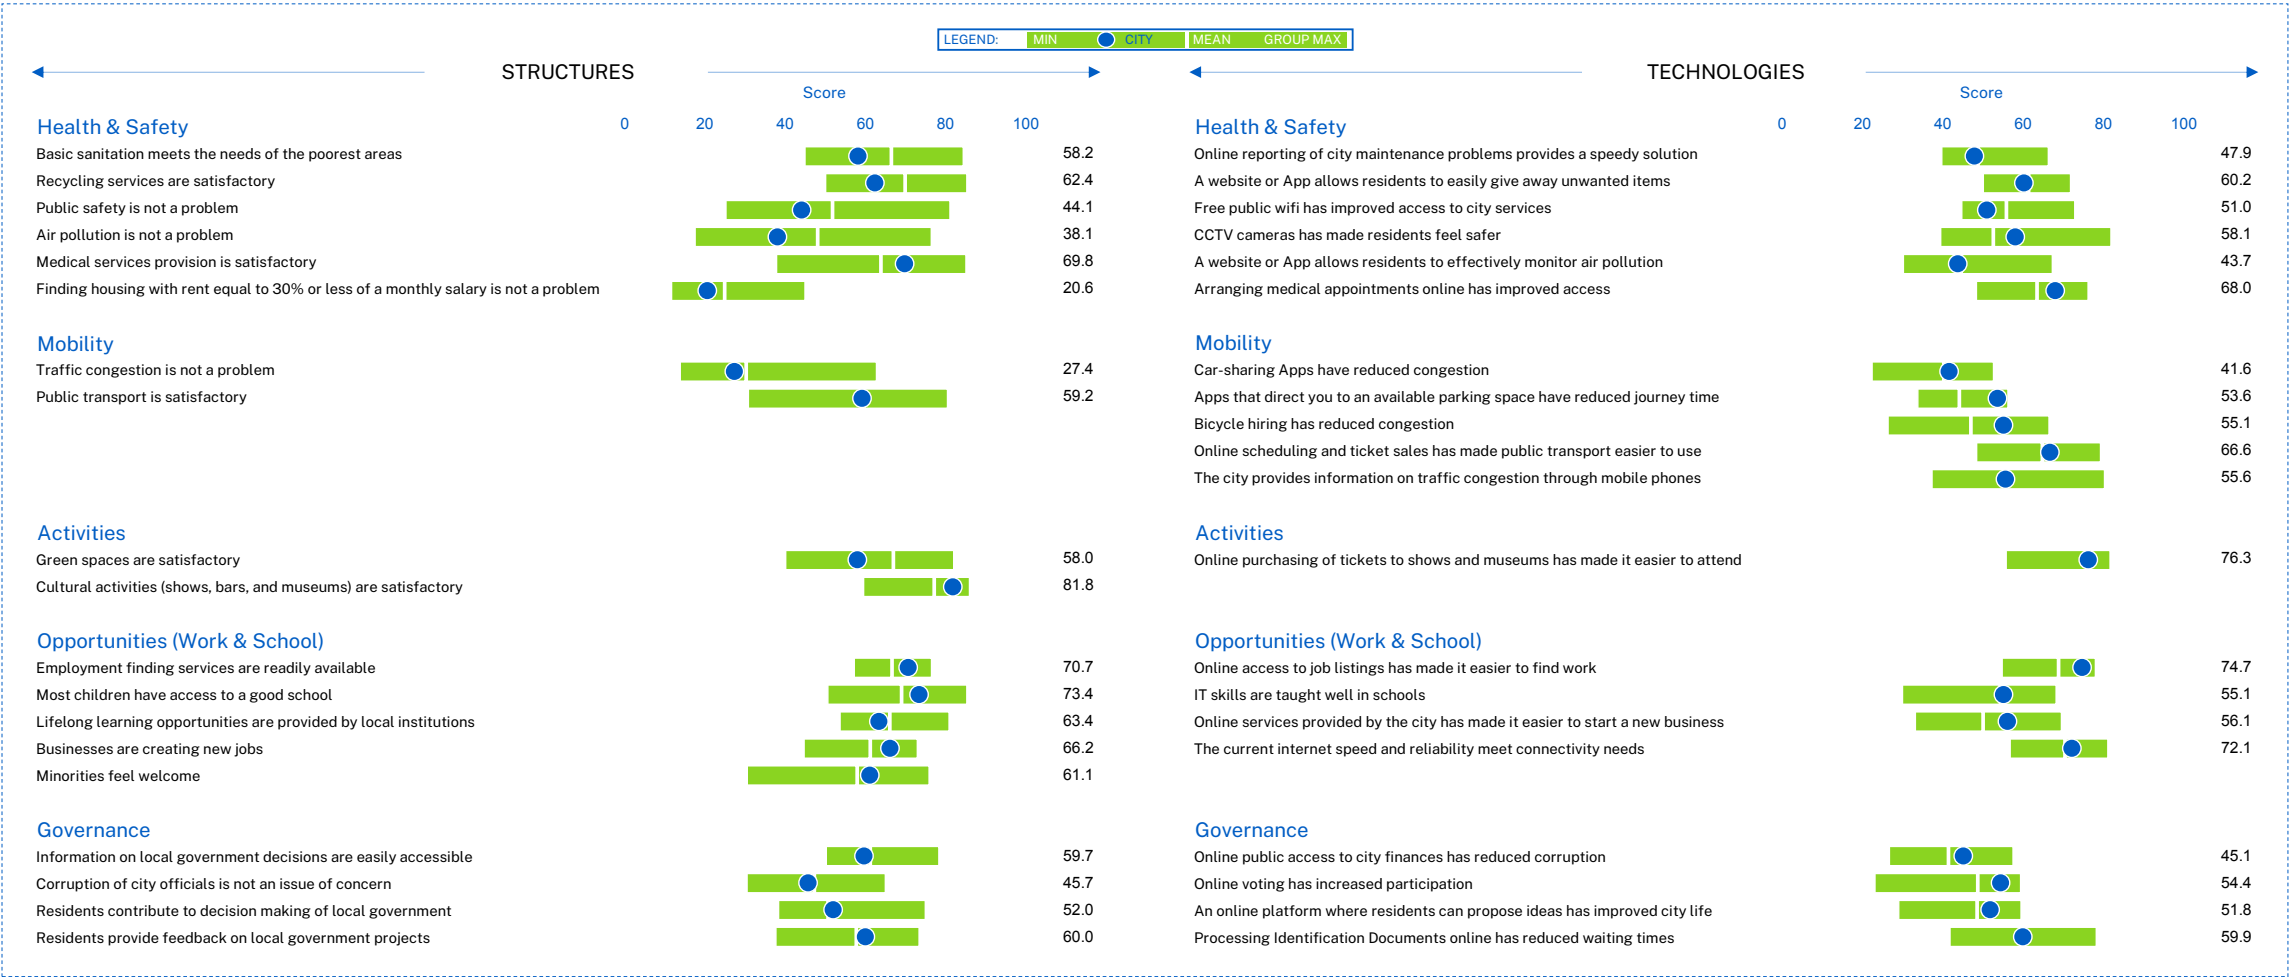 LEGEND: MIN CITY MEAN GROUP MAX
STRUCTURES
Score
Health & Safety 0 20 40 60 80 100
Basic sanitation meets the needs of the poorest areas 58.2
Recycling services are satisfactory 62.4
Public safety is not a problem 44.1
Air pollution is not a problem 38.1
Medical services provision is satisfactory 69.8
Finding housing with rent equal to 30% or less of a monthly salary is not a problem 20.6
Mobility
Traffic congestion is not a problem 27.4
Public transport is satisfactory 59.2
Activities
Green spaces are satisfactory 58.0
Cultural activities (shows, bars, and museums) are satisfactory 81.8
Opportunities (Work & School)
Employment finding services are readily available 70.7
Most children have access to a good school 73.4
Lifelong learning opportunities are provided by local institutions 63.4
Businesses are creating new jobs 66.2
Minorities feel welcome 61.1
Governance
Information on local government decisions are easily accessible 59.7
Corruption of city officials is not an issue of concern 45.7
Residents contribute to decision making of local government 52.0
Residents provide feedback on local government projects 60.0
TECHNOLOGIES
Score
Health & Safety 0 20 40 60 80 100
Online reporting of city maintenance problems provides a speedy solution 47.9
A website or App allows residents to easily give away unwanted items 60.2
Free public wifi has improved access to city services 51.0
CCTV cameras has made residents feel safer 58.1
A website or App allows residents to effectively monitor air pollution 43.7
Arranging medical appointments online has improved access 68.0
Mobility
Car-sharing Apps have reduced congestion 41.6
Apps that direct you to an available parking space have reduced journey time 53.6
Bicycle hiring has reduced congestion 55.1
Online scheduling and ticket sales has made public transport easier to use 66.6
The city provides information on traffic congestion through mobile phones 55.6
Activities
Online purchasing of tickets to shows and museums has made it easier to attend 76.3
Opportunities (Work & School)
Online access to job listings has made it easier to find work 74.7
IT skills are taught well in schools 55.1
Online services provided by the city has made it easier to start a new business 56.1
The current internet speed and reliability meet connectivity needs 72.1
Governance
Online public access to city finances has reduced corruption 45.1
Online voting has increased participation 54.4
An online platform where residents can propose ideas has improved city life 51.8
Processing Identification Documents online has reduced waiting times 59.9